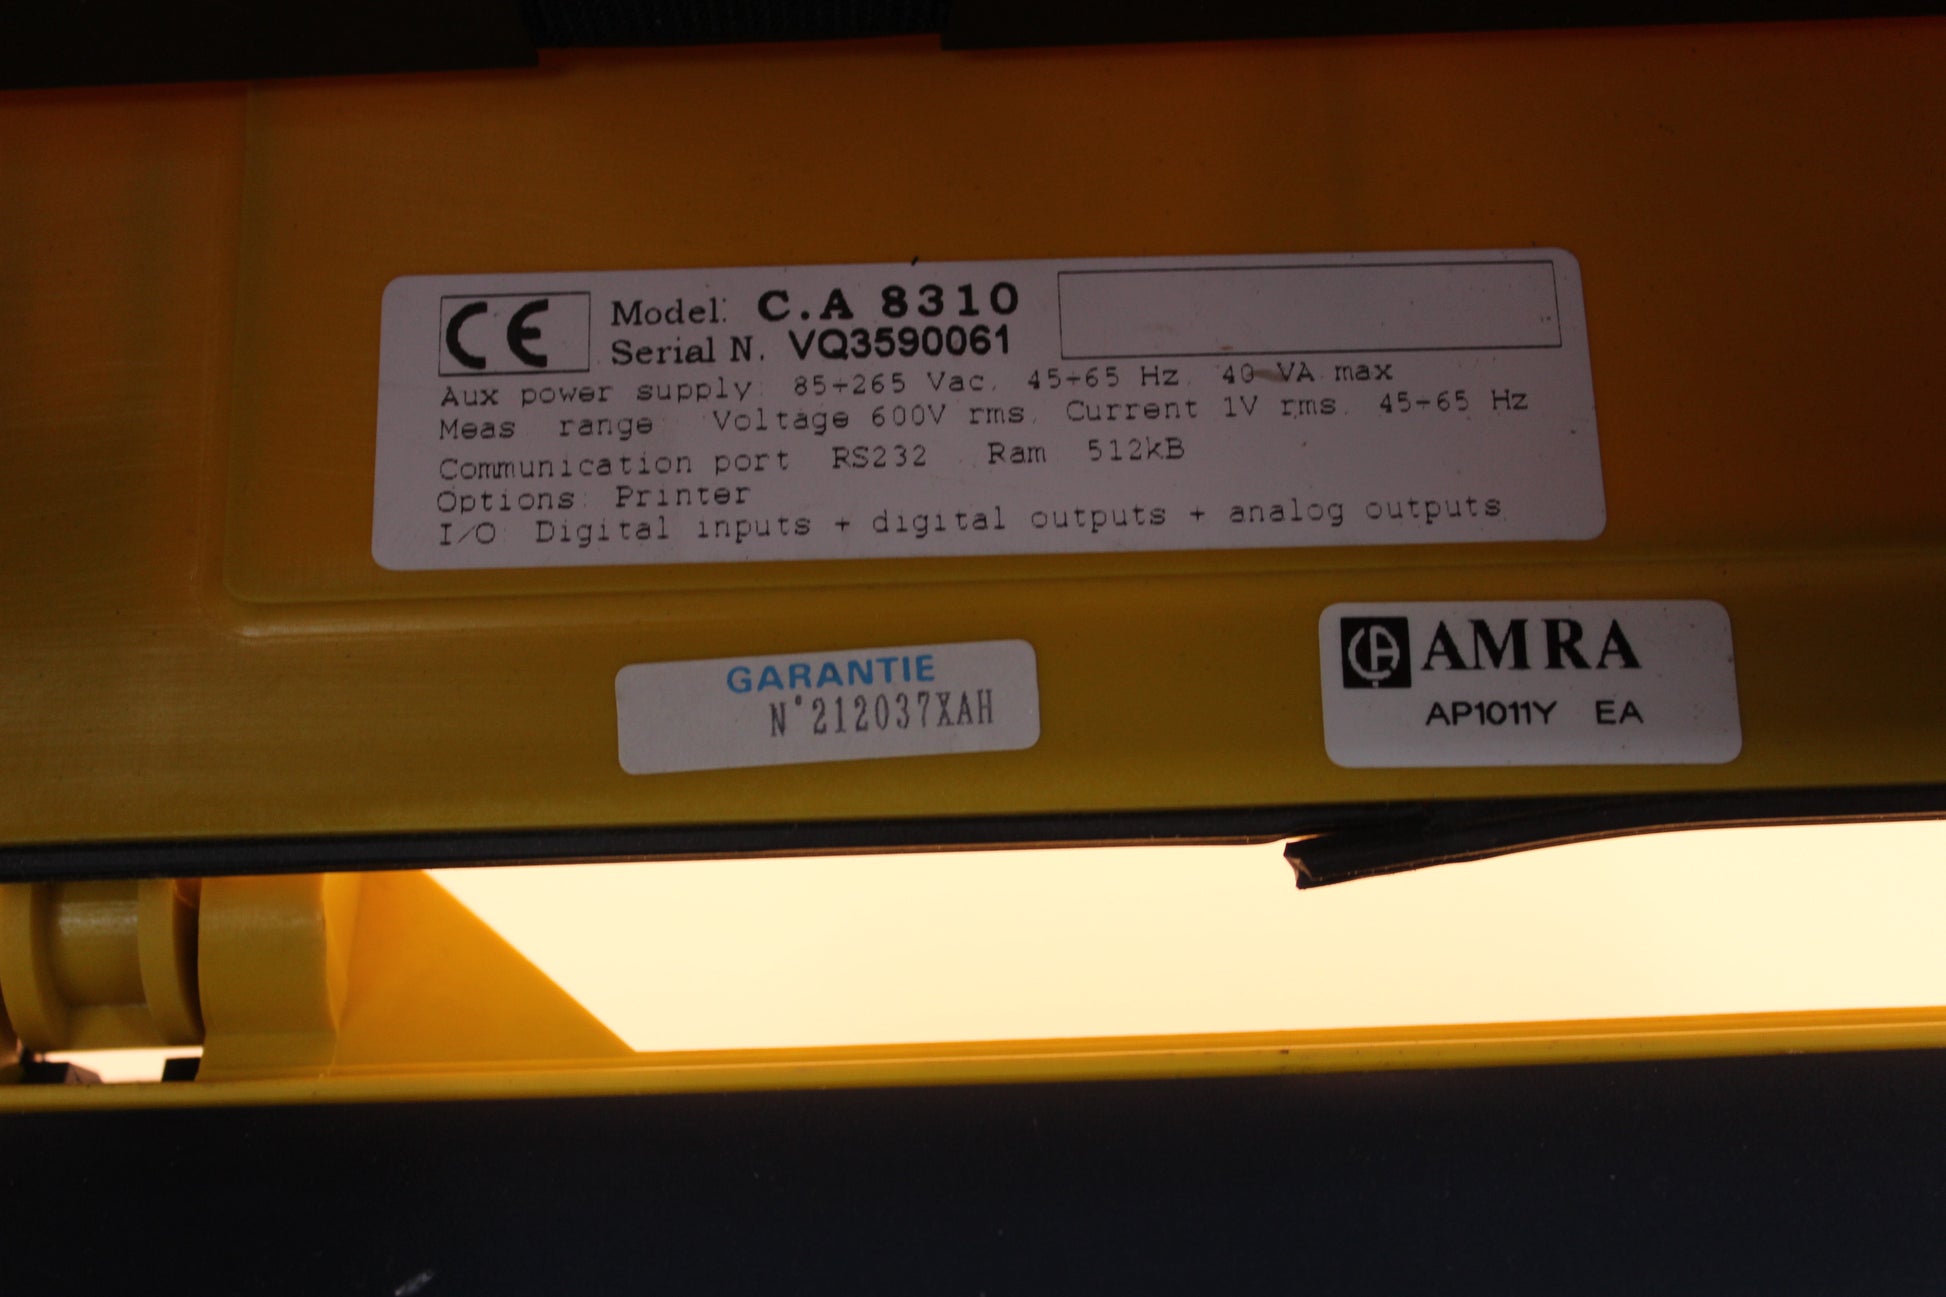 CE
Model: C.A 8310
Serial N. VQ3590061
Aux power supply: 85÷265 Vac, 45÷65 Hz, 40 VA max
Meas range: Voltage 600V rms, Current 1V rms, 45÷65 Hz
Communication port RS232 Ram 512kB
Options: Printer
I/O: Digital inputs + digital outputs + analog outputs
GARANTIE
N°212037XAH
AMRA
AP1011Y EA